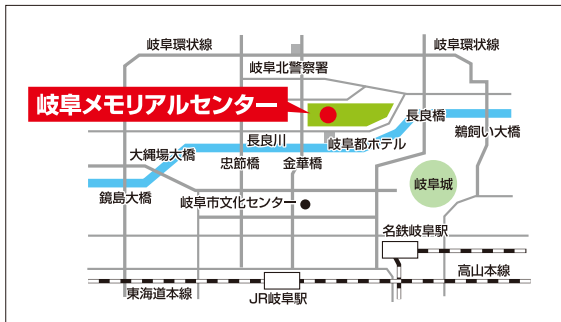 岐阜環状線
岐阜環状線
岐阜北警察署
岐阜メモリアルセンター
長良橋
鵜飼い大橋
長良川
岐阜都ホテル
大縄場大橋
忠節橋
金華橋
岐阜城
鏡島大橋
岐阜市文化センター
名鉄岐阜駅
高山本線
東海道本線
JR岐阜駅